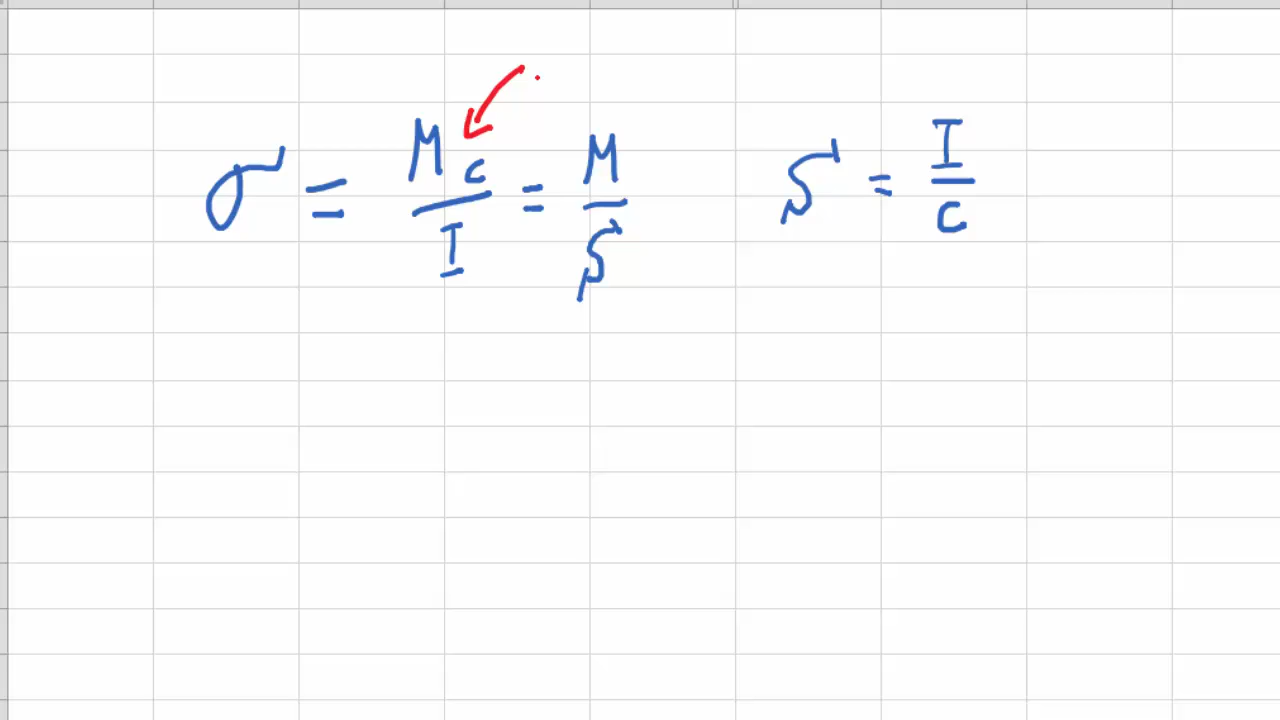 σ = Mc/I = M/S S = I/c